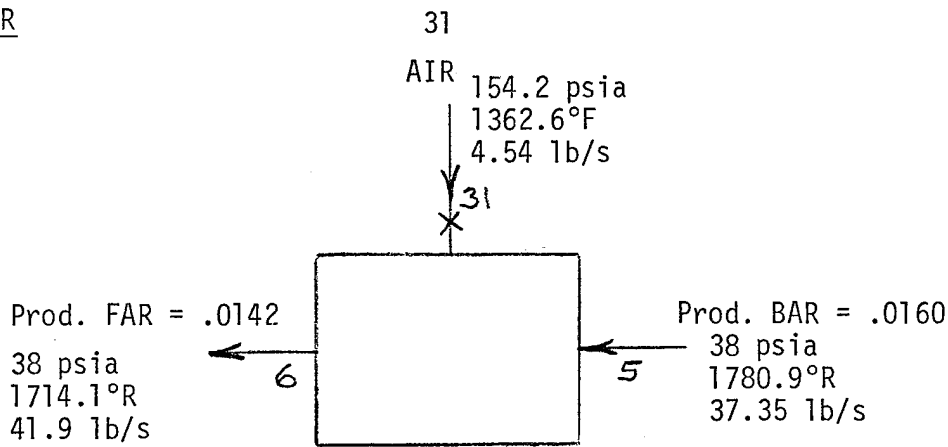 R
31
AIR
154.2 psia
1362.6°F
4.54 lb/s
31
Prod. FAR = .0142
38 psia
1714.1°R
41.9 lb/s
6
Prod. BAR = .0160
38 psia
1780.9°R
37.35 lb/s
5